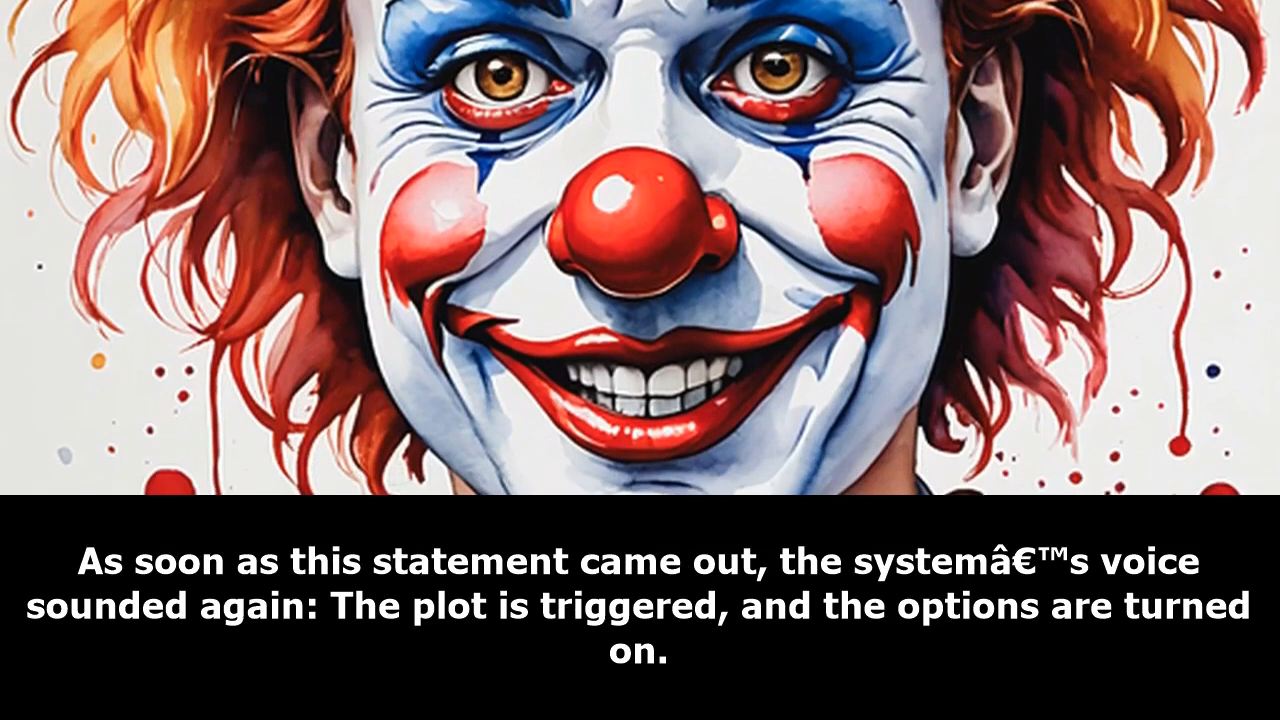 As soon as this statement came out, the systemâ€™s voice
sounded again: The plot is triggered, and the options are turned
on.